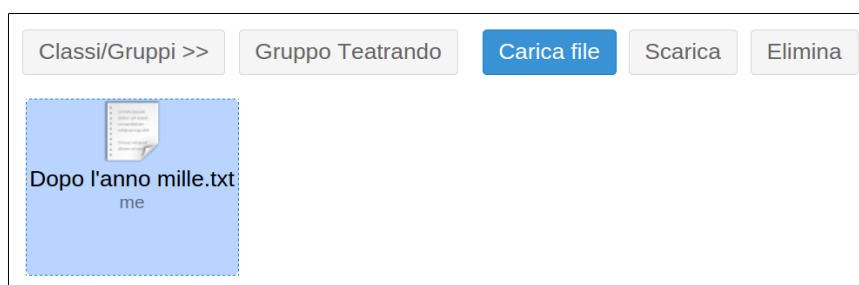 Classi/Gruppi >> Gruppo Teatrando Carica file Scarica Elimina
Dopo l'anno mille.txt
me